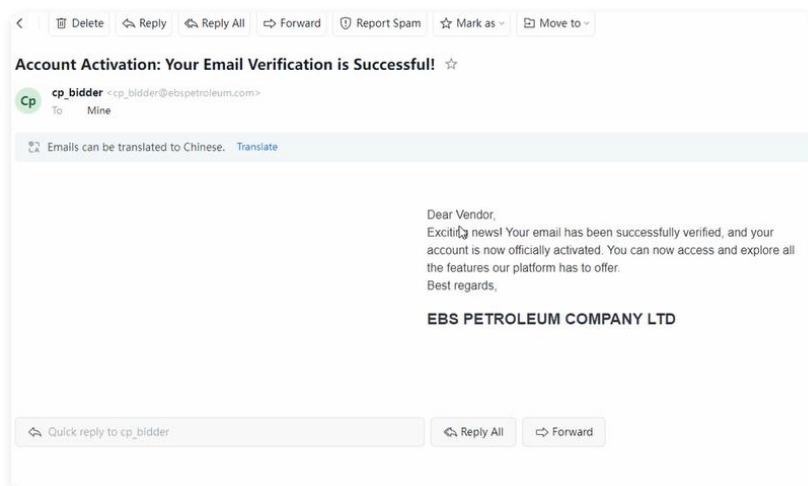 Delete Reply Reply All Forward Report Spam Mark as Move to
Account Activation: Your Email Verification is Successful!
Cp cp_bidder <cp_bidder@ebspetroleum.com>
To Mine
Emails can be translated to Chinese. Translate
Dear Vendor,
Exciting news! Your email has been successfully verified, and your
account is now officially activated. You can now access and explore all
the features our platform has to offer.
Best regards,
EBS PETROLEUM COMPANY LTD
Quick reply to cp_bidder Reply All Forward